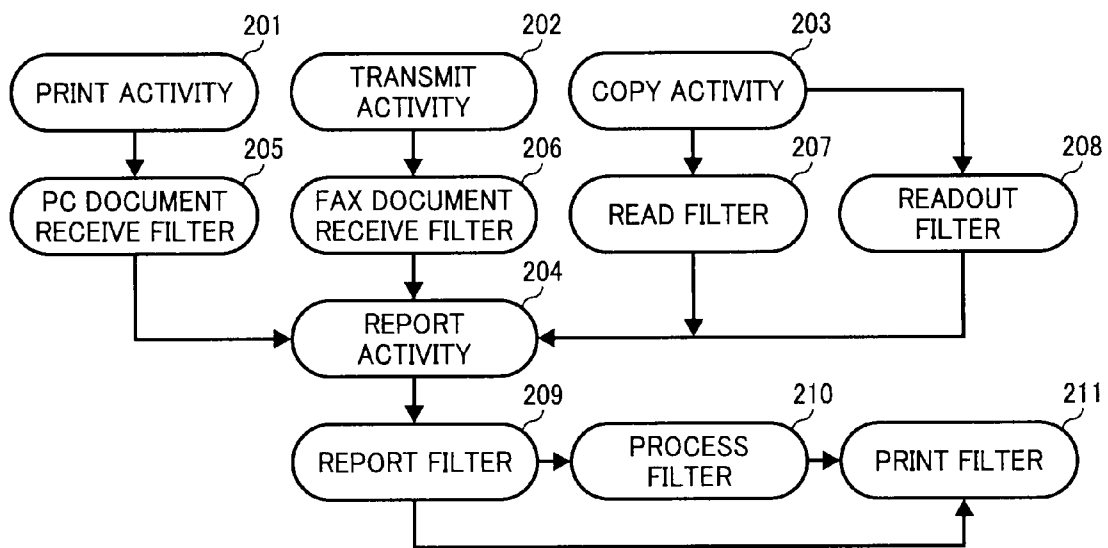 201
PRINT ACTIVITY
202
TRANSMIT
ACTIVITY
203
COPY ACTIVITY
205
PC DOCUMENT
RECEIVE FILTER
206
FAX DOCUMENT
RECEIVE FILTER
207
READ FILTER
208
READOUT
FILTER
204
REPORT
ACTIVITY
209
REPORT FILTER
210
PROCESS
FILTER
211
PRINT FILTER